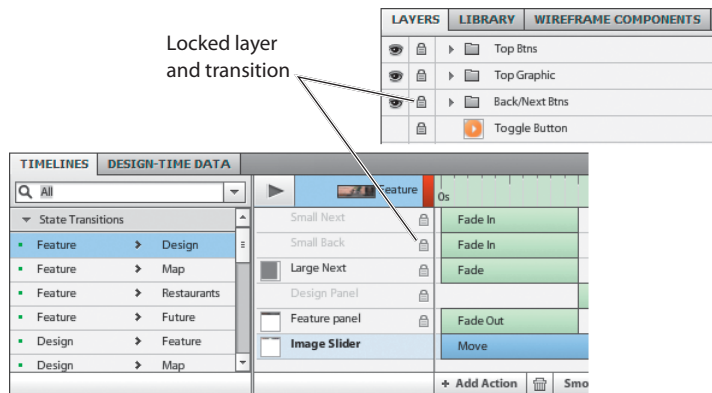 LAYERS LIBRARY WIREFRAME COMPONENTS
Locked layer
and transition
Top Btns
Top Graphic
Back/Next Btns
Toggle Button
TIMELINES DESIGN-TIME DATA
All
Feature
0s
State Transitions
Small Next Fade In
Feature Design
Small Back Fade In
Feature Map
Large Next Fade
Feature Restaurants
Design Panel
Feature Future
Feature panel Fade Out
Design Feature
Image Slider Move
Design Map
+ Add Action Smo